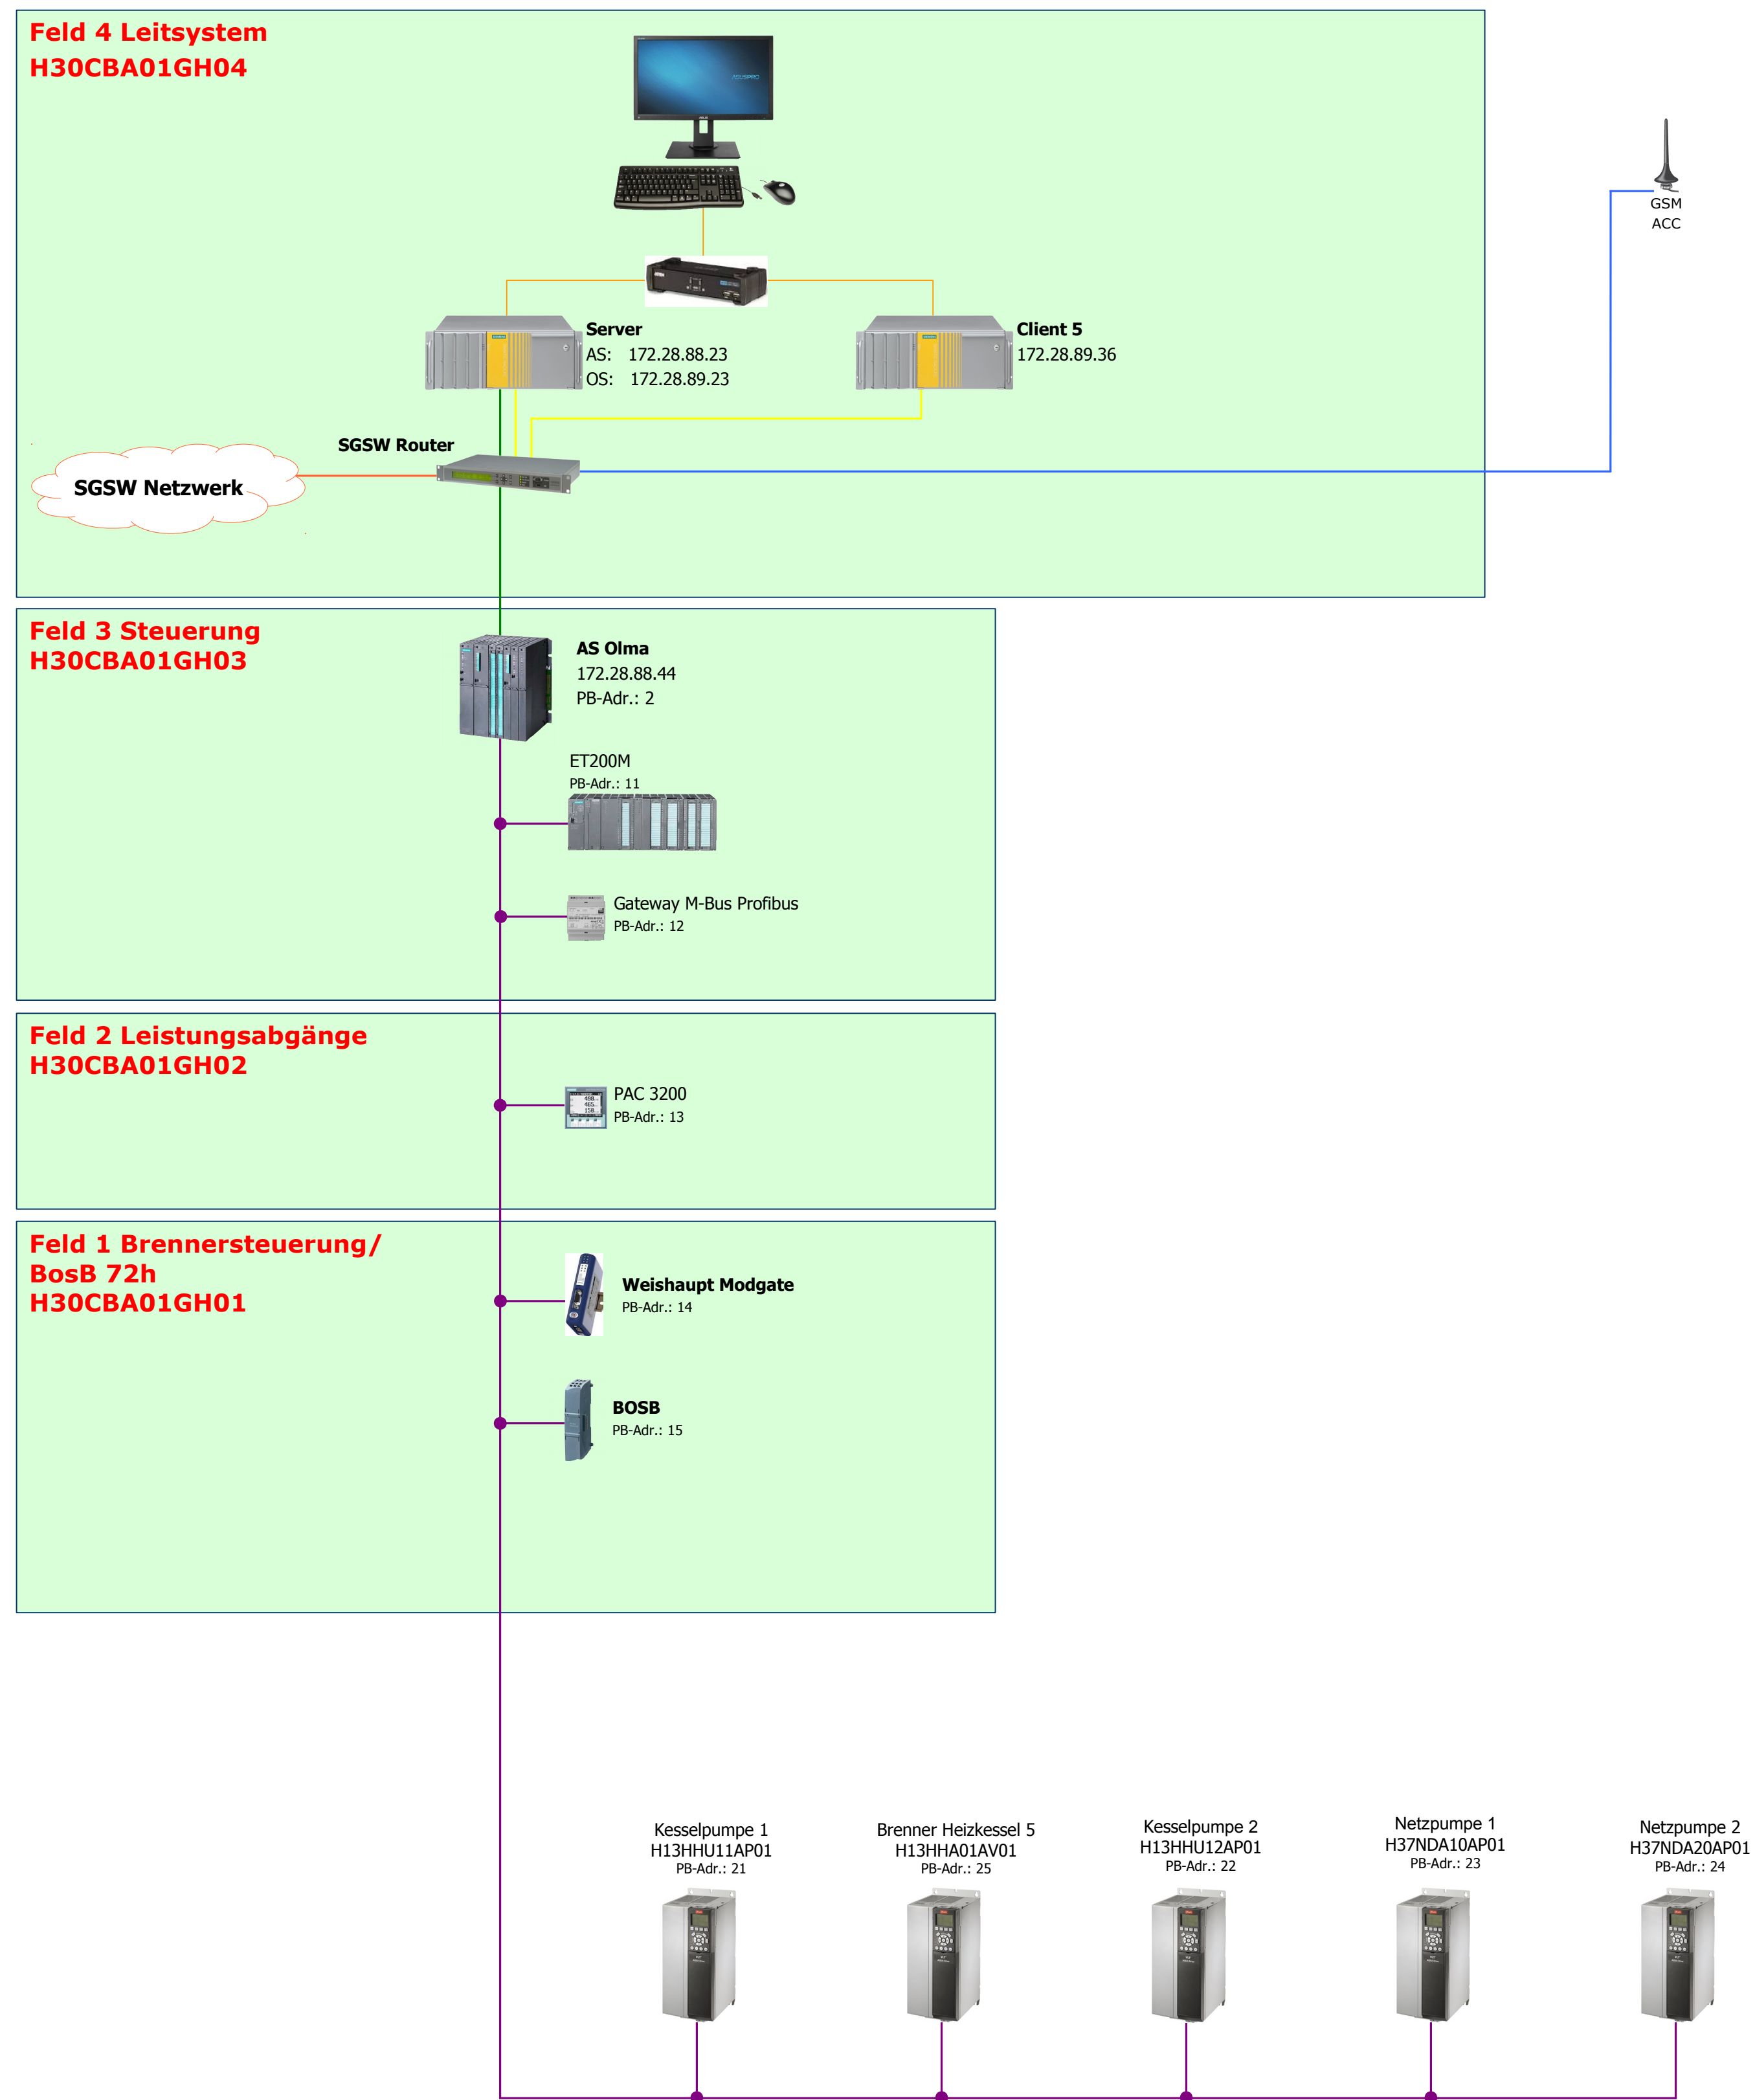 Feld 4 Leitsystem
H30CBA01GH04
GSM
ACC
Server
AS: 172.28.88.23
OS: 172.28.89.23
Client 5
172.28.89.36
SGSW Router
SGSW Netzwerk
Feld 3 Steuerung
H30CBA01GH03
AS Olma
172.28.88.44
PB-Adr.: 2
ET200M
PB-Adr.: 11
Gateway M-Bus Profibus
PB-Adr.: 12
Feld 2 Leistungsabgänge
H30CBA01GH02
PAC 3200
PB-Adr.: 13
Feld 1 Brennersteuerung/
BosB 72h
H30CBA01GH01
Weishaupt Modgate
PB-Adr.: 14
BOSB
PB-Adr.: 15
Kesselpumpe 1
H13HHU11AP01
PB-Adr.: 21
Brenner Heizkessel 5
H13HHA01AV01
PB-Adr.: 25
Kesselpumpe 2
H13HHU12AP01
PB-Adr.: 22
Netzpumpe 1
H37NDA10AP01
PB-Adr.: 23
Netzpumpe 2
H37NDA20AP01
PB-Adr.: 24